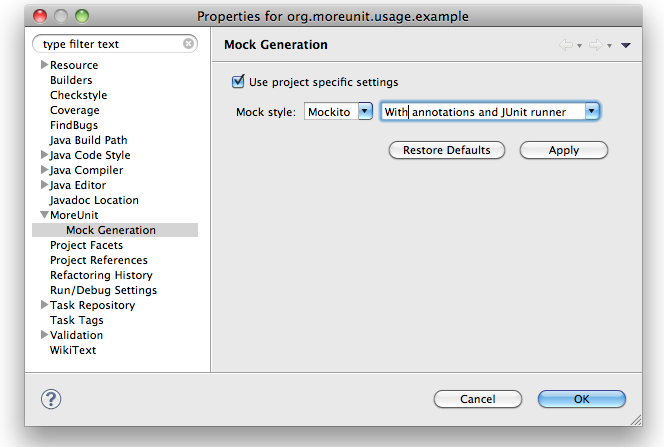 Properties for org.moreunit.usage.example
type filter text
Resource
Builders
Checkstyle
Coverage
FindBugs
Java Build Path
Java Code Style
Java Compiler
Java Editor
Javadoc Location
MoreUnit
Mock Generation
Project Facets
Project References
Refactoring History
Run/Debug Settings
Task Repository
Task Tags
Validation
WikiText
Mock Generation
Use project specific settings
Mock style: Mockito With annotations and JUnit runner
Restore Defaults Apply
? Cancel OK